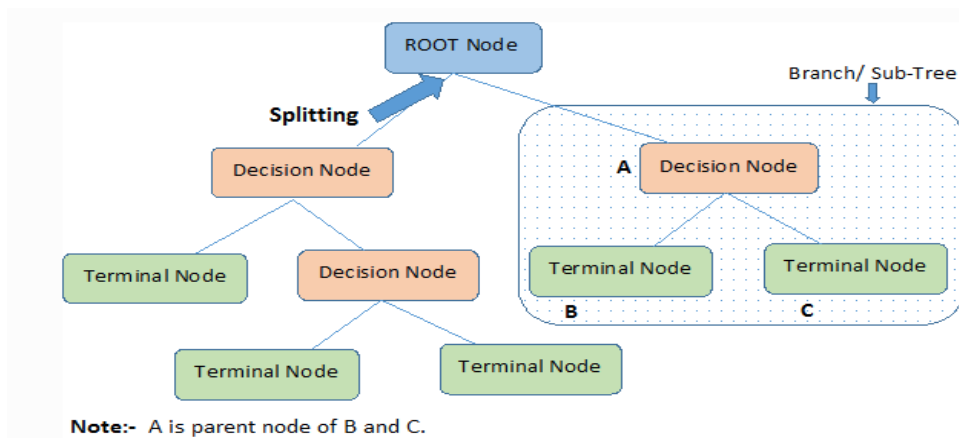 ROOT Node
Branch/ Sub-Tree
Splitting
Decision Node
A
Decision Node
Terminal Node
Decision Node
Terminal Node
Terminal Node
B
C
Terminal Node
Terminal Node
Note:- A is parent node of B and C.